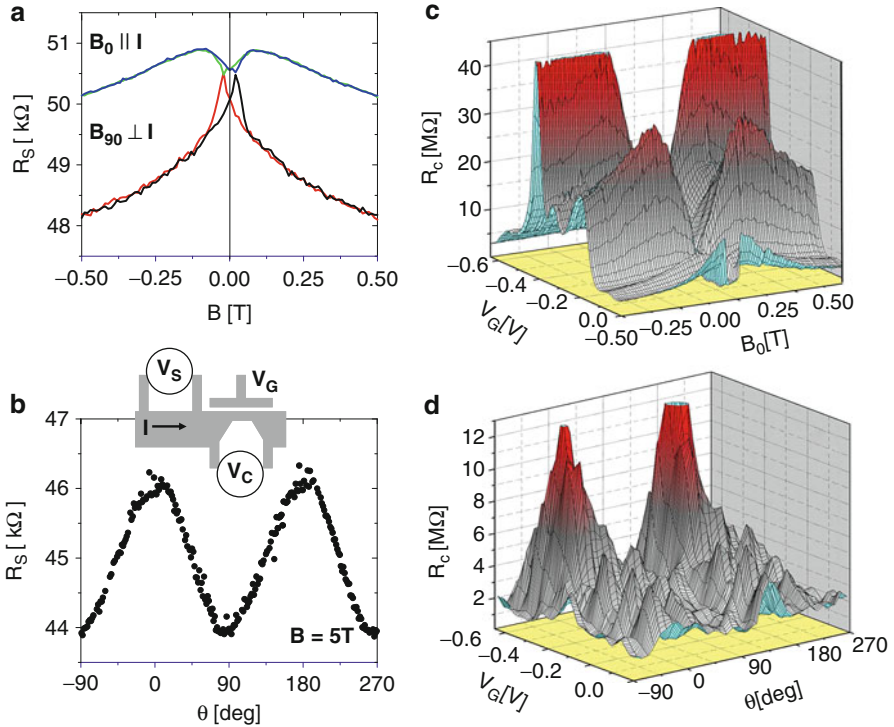 a
B₀ || I
B₉₀ ⊥ I
51
50
49
48
R_S [ kΩ ]
−0.50
−0.25
0.00
0.25
0.50
B [T]
b
V_S
V_G
I
V_C
47
46
45
44
R_S [ kΩ ]
B = 5T
−90
0
90
180
270
θ [deg]
c
40
30
20
10
R_c [MΩ]
−0.6
−0.4
−0.2
0.0
V_G[V]
−0.50
−0.25
0.00
0.25
0.50
B₀[T]
d
12
10
8
6
4
2
R_c [MΩ]
−0.6
−0.4
−0.2
0.0
V_G[V]
−90
0
90
180
270
θ[deg]